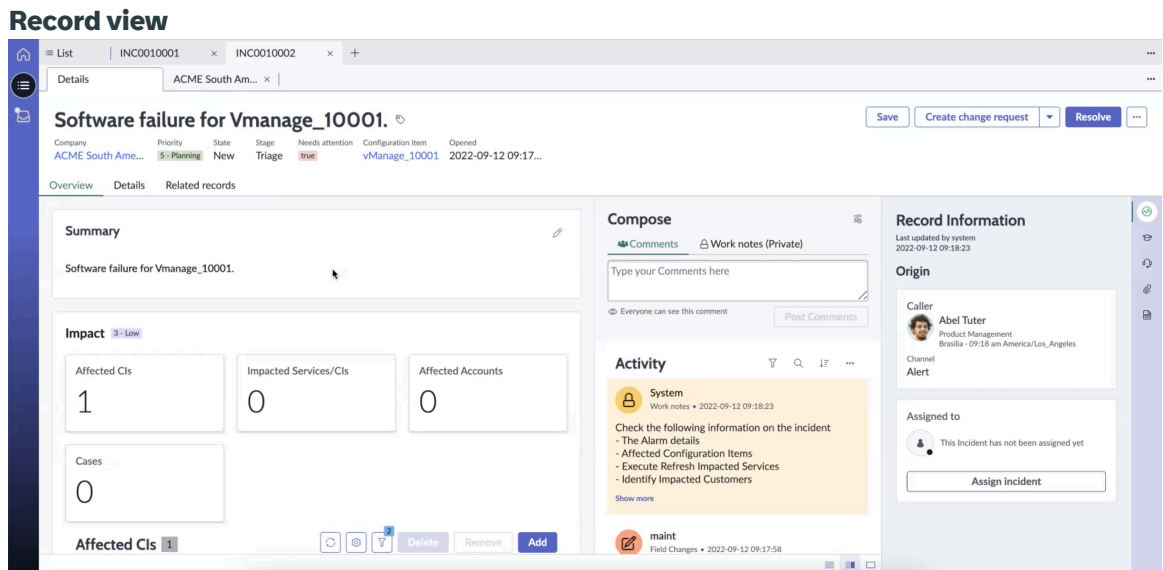 Record view
List
INC0010001 ×
INC0010002 ×
+
Details
ACME South Am... ×
Software failure for Vmanage_10001.
Save
Create change request
Resolve
Company
Priority
State
Stage
Needs attention
Configuration item
Opened
ACME South Ame...
5 - Planning
New
Triage
true
vManage_10001
2022-09-12 09:17...
Overview
Details
Related records
Summary
Software failure for Vmanage_10001.
Impact 3 - Low
Affected CIs
1
Impacted Services/CIs
0
Affected Accounts
0
Cases
0
Affected CIs 1
2
Delete
Remove
Add
Compose
Comments
Work notes (Private)
Type your Comments here
Everyone can see this comment
Post Comments
Activity
System
Work notes • 2022-09-12 09:18:23
Check the following information on the incident
- The Alarm details
- Affected Configuration Items
- Execute Refresh Impacted Services
- Identify Impacted Customers
Show more
maint
Field Changes • 2022-09-12 09:17:58
Record Information
Last updated by system
2022-09-12 09:18:23
Origin
Caller
Abel Tuter
Product Management
Brasilia - 09:18 am America/Los_Angeles
Channel
Alert
Assigned to
This Incident has not been assigned yet
Assign incident